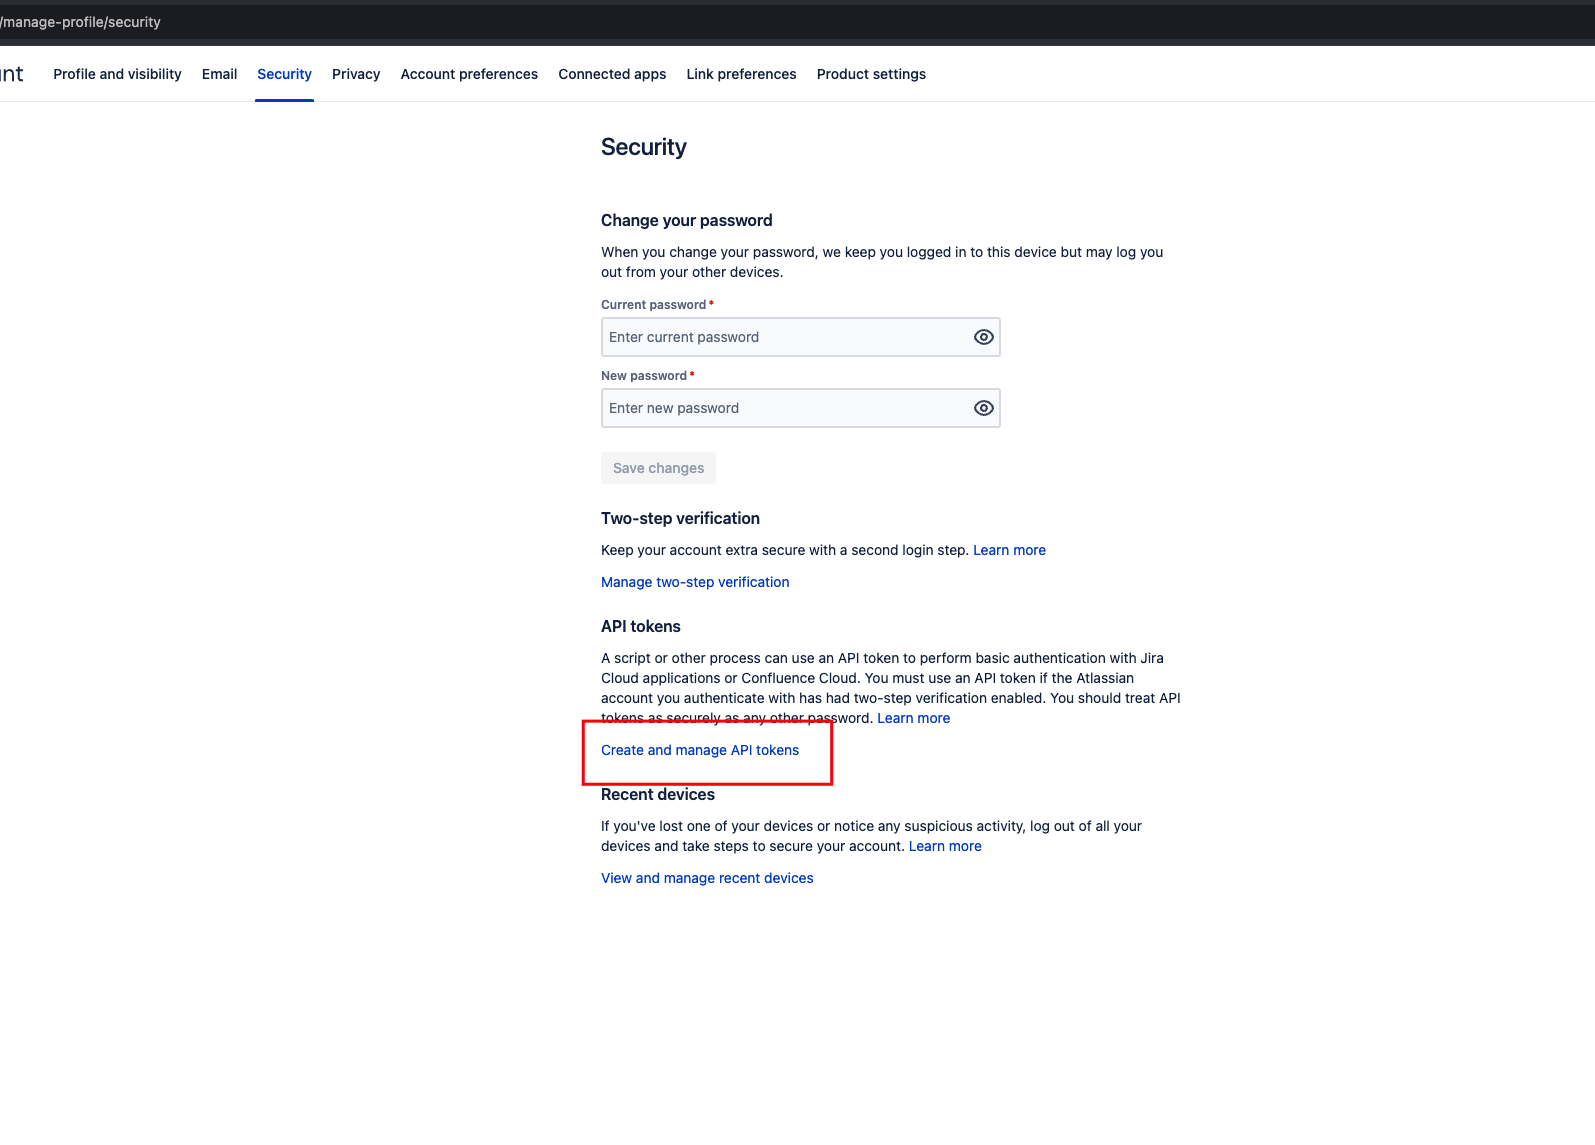 /manage-profile/security
Profile and visibility Email Security Privacy Account preferences Connected apps Link preferences Product settings
Security
Change your password
When you change your password, we keep you logged in to this device but may log you
out from your other devices.
Current password *
Enter current password
New password *
Enter new password
Save changes
Two-step verification
Keep your account extra secure with a second login step. Learn more
Manage two-step verification
API tokens
A script or other process can use an API token to perform basic authentication with Jira
Cloud applications or Confluence Cloud. You must use an API token if the Atlassian
account you authenticate with has had two-step verification enabled. You should treat API
tokens as securely as any other password. Learn more
Create and manage API tokens
Recent devices
If you've lost one of your devices or notice any suspicious activity, log out of all your
devices and take steps to secure your account. Learn more
View and manage recent devices